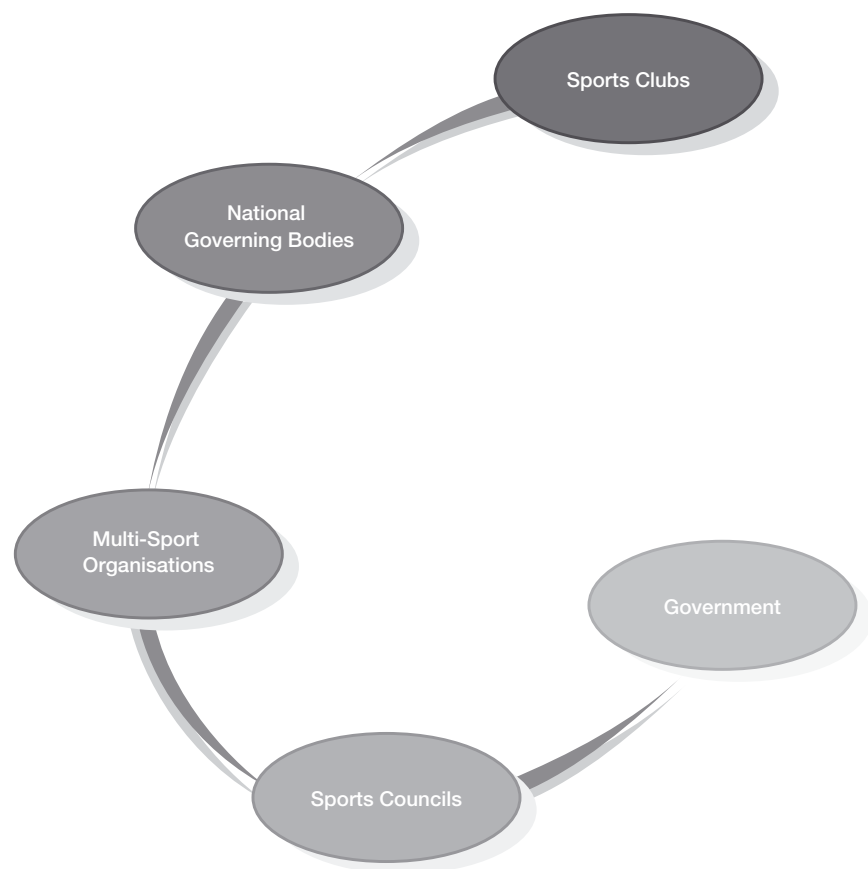 Sports Clubs
National
Governing Bodies
Multi-Sport
Organisations
Government
Sports Councils